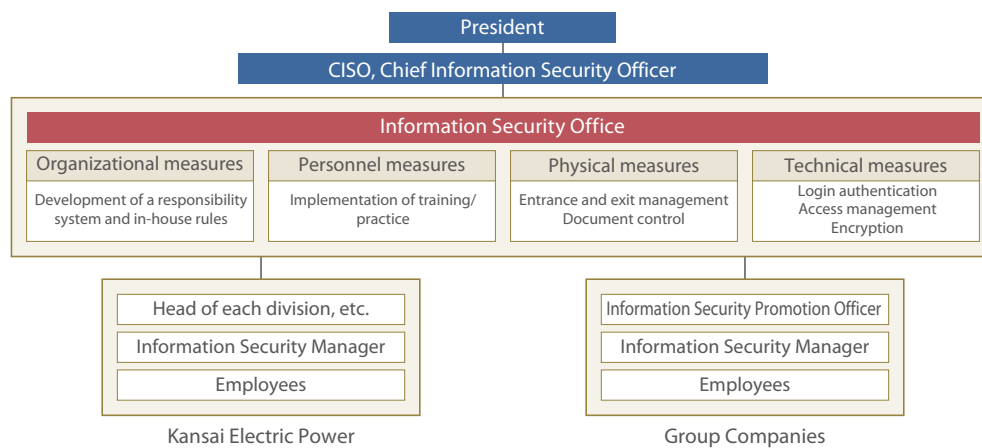 President
CISO, Chief Information Security Officer
Information Security Office
Organizational measures
Development of a responsibility
system and in-house rules
Personnel measures
Implementation of training/
practice
Physical measures
Entrance and exit management
Document control
Technical measures
Login authentication
Access management
Encryption
Head of each division, etc.
Information Security Manager
Employees
Kansai Electric Power
Information Security Promotion Officer
Information Security Manager
Employees
Group Companies